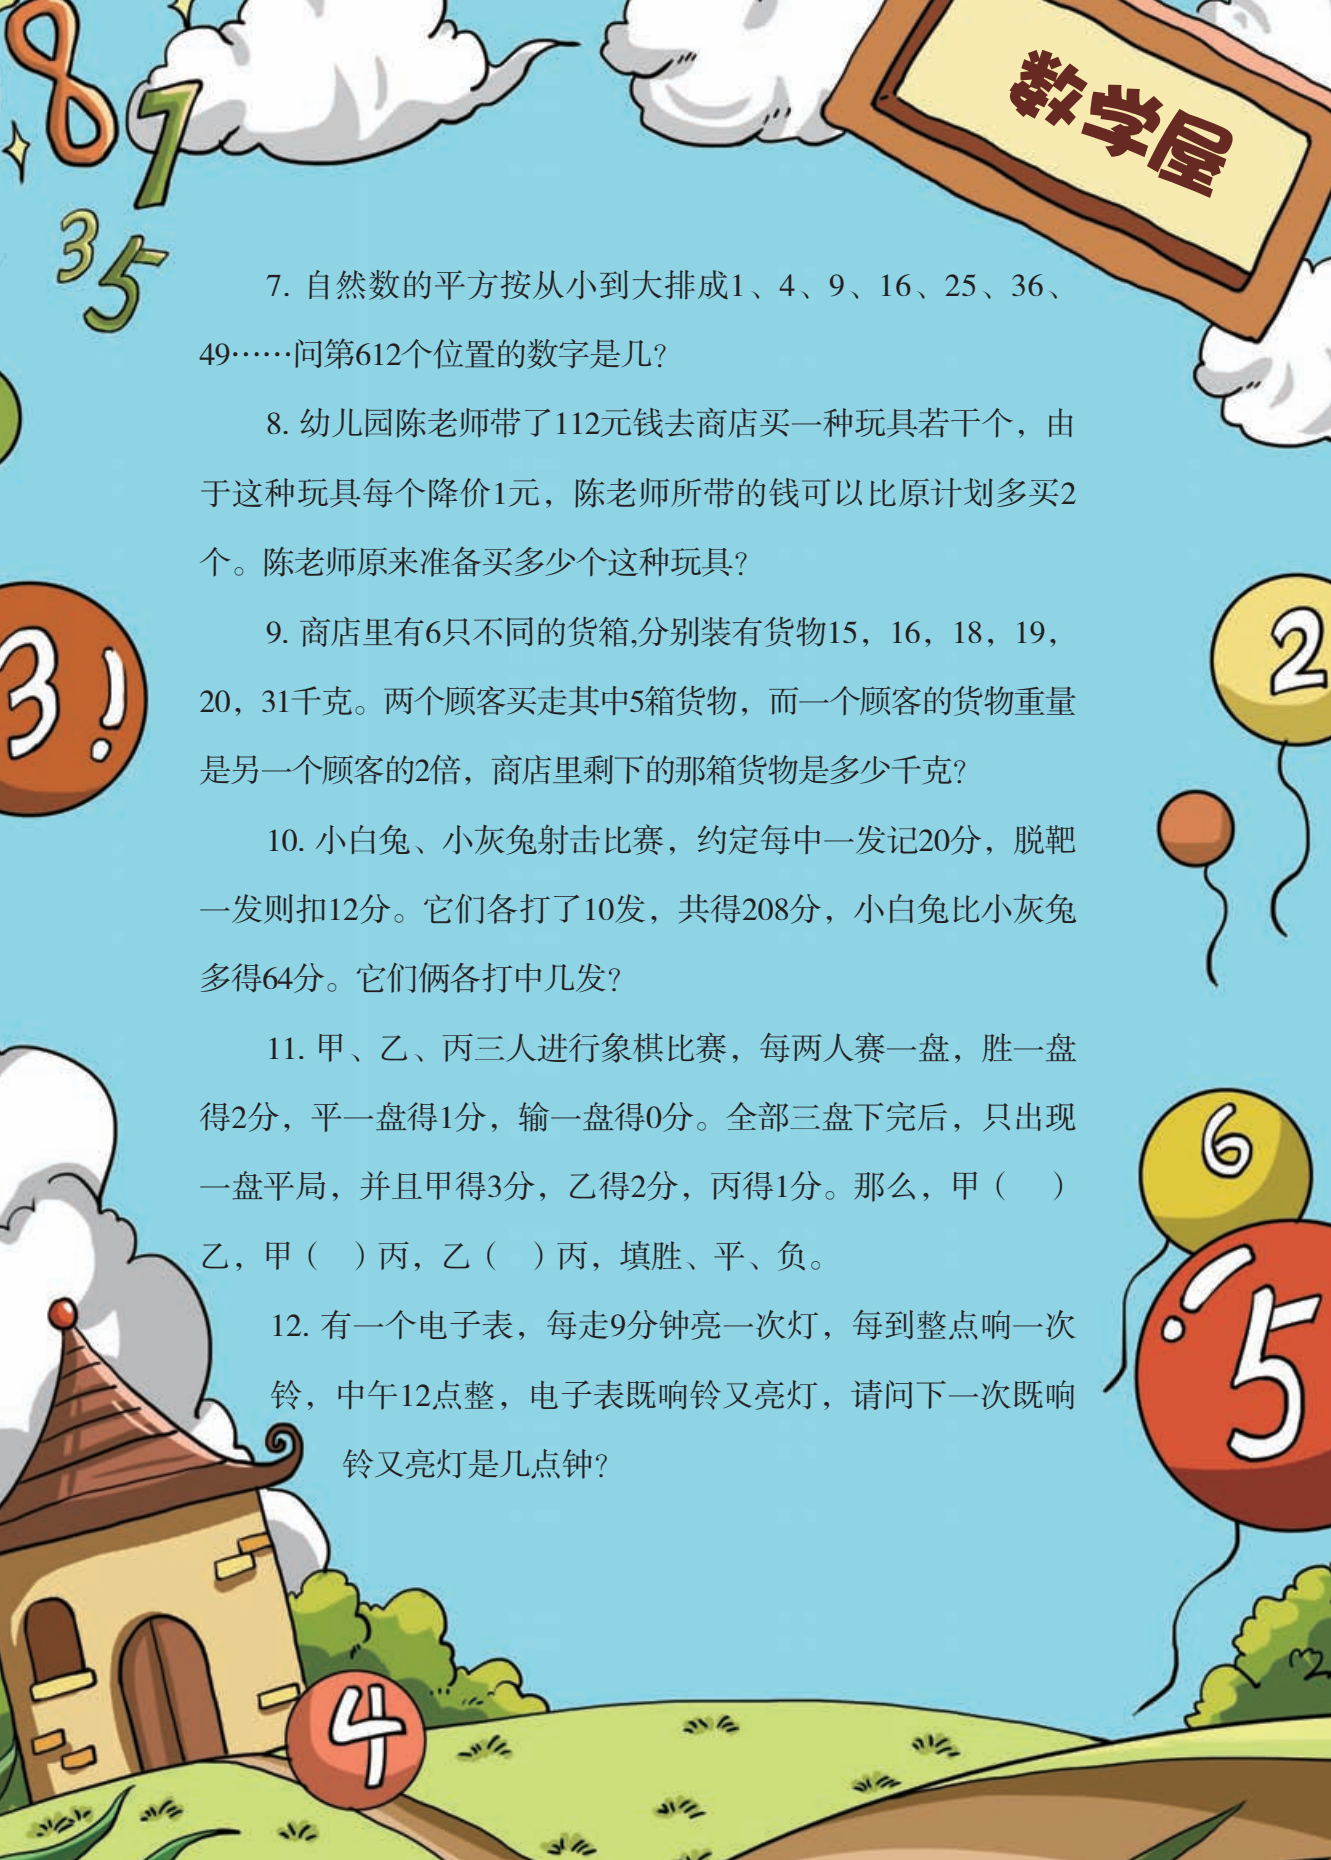 数学屋
8
7
3
5
7. 自然数的平方按从小到大排成1、4、9、16、25、36、
49……问第612个位置的数字是几?
8. 幼儿园陈老师带了112元钱去商店买一种玩具若干个，由
于这种玩具每个降价1元，陈老师所带的钱可以比原计划多买2
个。陈老师原来准备买多少个这种玩具?
9. 商店里有6只不同的货箱,分别装有货物15，16，18，19，
20，31千克。两个顾客买走其中5箱货物，而一个顾客的货物重量
是另一个顾客的2倍，商店里剩下的那箱货物是多少千克?
10. 小白兔、小灰兔射击比赛，约定每中一发记20分，脱靶
一发则扣12分。它们各打了10发，共得208分，小白兔比小灰兔
多得64分。它们俩各打中几发?
11. 甲、乙、丙三人进行象棋比赛，每两人赛一盘，胜一盘
得2分，平一盘得1分，输一盘得0分。全部三盘下完后，只出现
一盘平局，并且甲得3分，乙得2分，丙得1分。那么，甲（　）
乙，甲（　）丙，乙（　）丙，填胜、平、负。
12. 有一个电子表，每走9分钟亮一次灯，每到整点响一次
铃，中午12点整，电子表既响铃又亮灯，请问下一次既响
铃又亮灯是几点钟?
3!
2
6
5
4